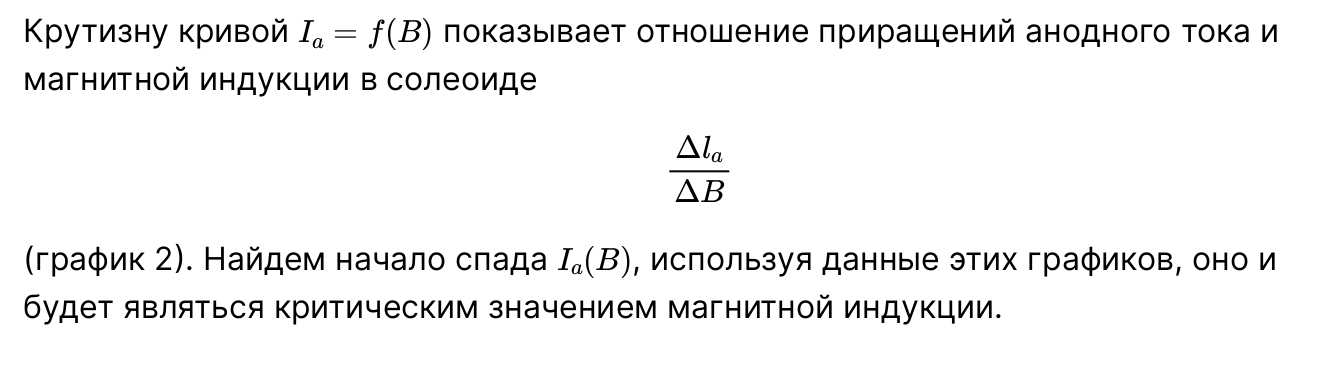 Крутизну кривой I_a = f(B) показывает отношение приращений анодного тока и
магнитной индукции в солеоиде
Δl_a
ΔB
(график 2). Найдем начало спада I_a(B), используя данные этих графиков, оно и
будет являться критическим значением магнитной индукции.